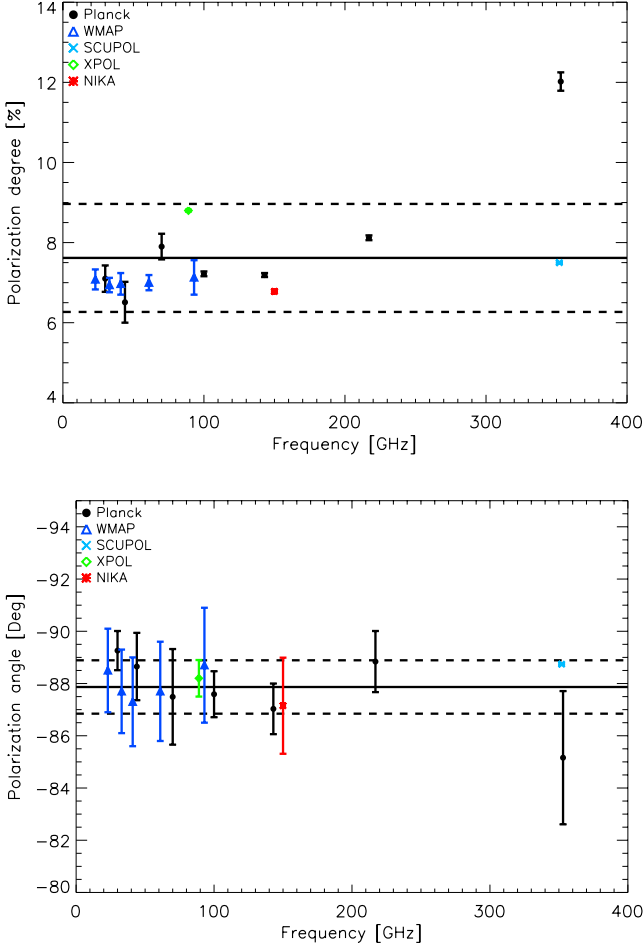 14
12
10
8
6
4
Polarization degree [%]
Planck
WMAP
SCUPOL
XPOL
NIKA
0
100
200
300
400
Frequency [GHz]
−94
−92
−90
−88
−86
−84
−82
−80
Polarization angle [Deg]
Planck
WMAP
SCUPOL
XPOL
NIKA
0
100
200
300
400
Frequency [GHz]